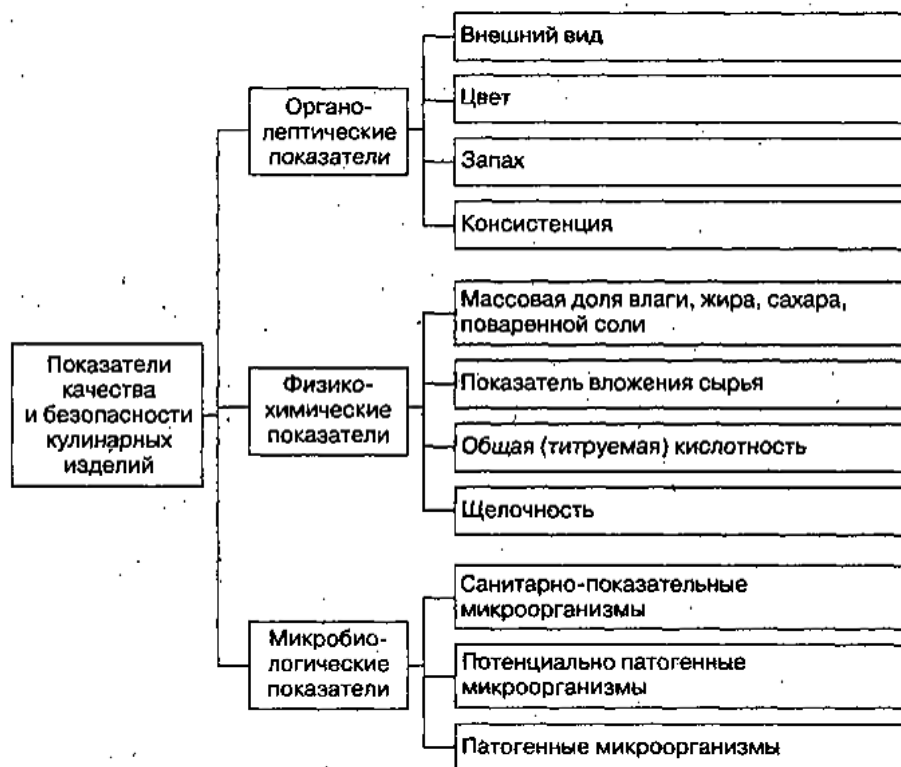 Показатели
качества
и безопасности
кулинарных
изделий
Органо-
лептические
показатели
Внешний вид
Цвет
Запах
Консистенция
Физико-
химические
показатели
Массовая доля влаги, жира, сахара,
поваренной соли
Показатель вложения сырья
Общая (титруемая) кислотность
Щелочность
Микробио-
логические
показатели
Санитарно-показательные
микроорганизмы
Потенциально патогенные
микроорганизмы
Патогенные микроорганизмы